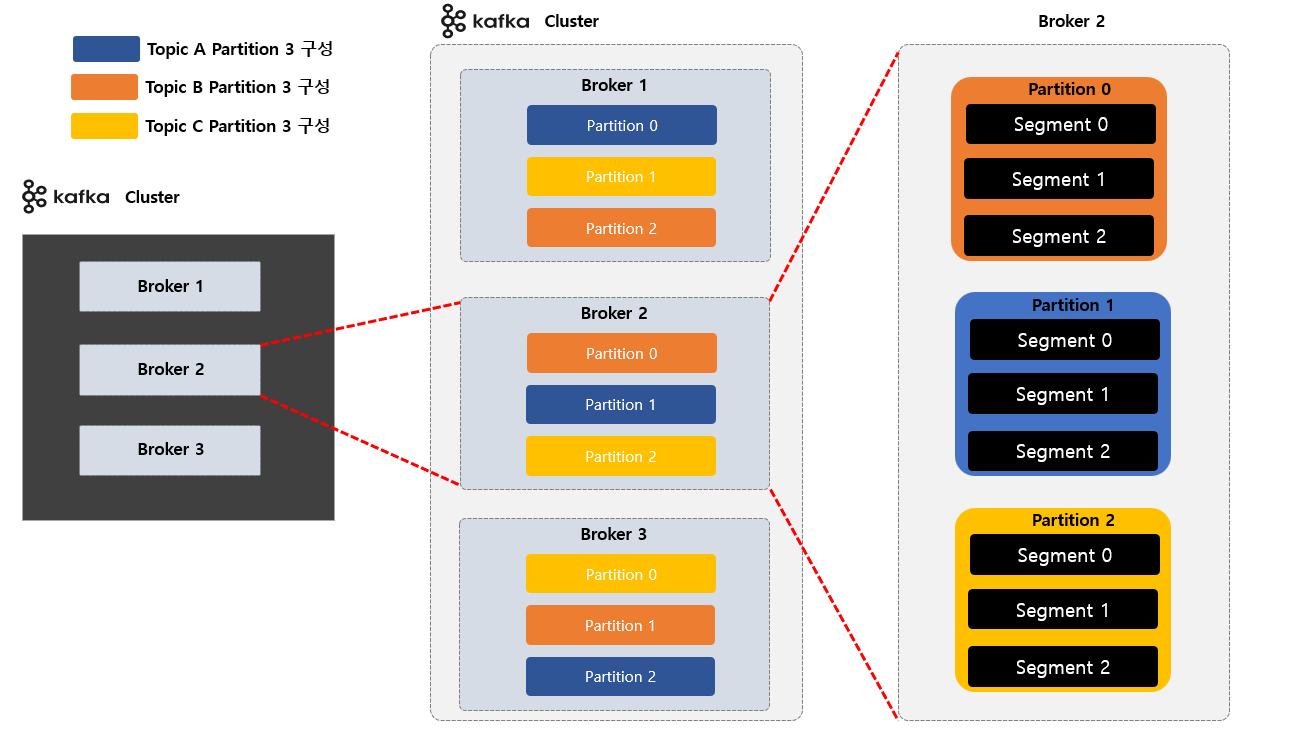 Topic A Partition 3 구성
Topic B Partition 3 구성
Topic C Partition 3 구성
kafka Cluster
Broker 1
Broker 2
Broker 3
kafka Cluster
Broker 1
Partition 0
Partition 1
Partition 2
Broker 2
Partition 0
Partition 1
Partition 2
Broker 3
Partition 0
Partition 1
Partition 2
Broker 2
Partition 0
Segment 0
Segment 1
Segment 2
Partition 1
Segment 0
Segment 1
Segment 2
Partition 2
Segment 0
Segment 1
Segment 2